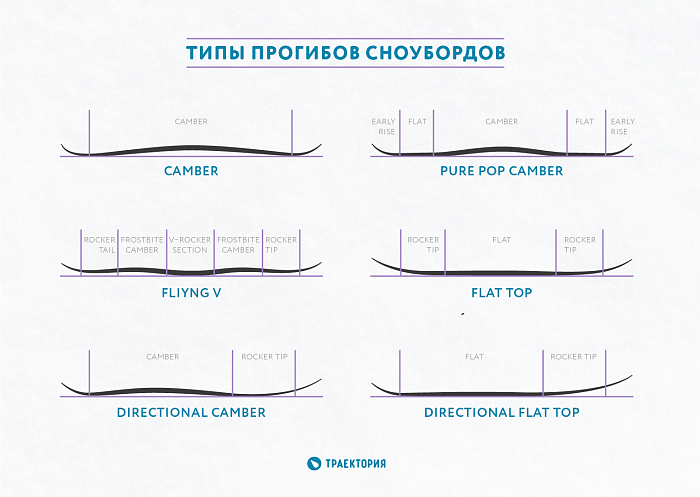 ТИПЫ ПРОГИБОВ СНОУБОРДОВ
CAMBER
CAMBER
EARLY RISE
FLAT
CAMBER
FLAT
EARLY RISE
PURE POP CAMBER
ROCKER TAIL
FROSTBITE CAMBER
V-ROCKER SECTION
FROSTBITE CAMBER
ROCKER TIP
FLIYNG V
ROCKER TIP
FLAT
ROCKER TIP
FLAT TOP
CAMBER
ROCKER TIP
DIRECTIONAL CAMBER
FLAT
ROCKER TIP
DIRECTIONAL FLAT TOP
ТРАЕКТОРИЯ